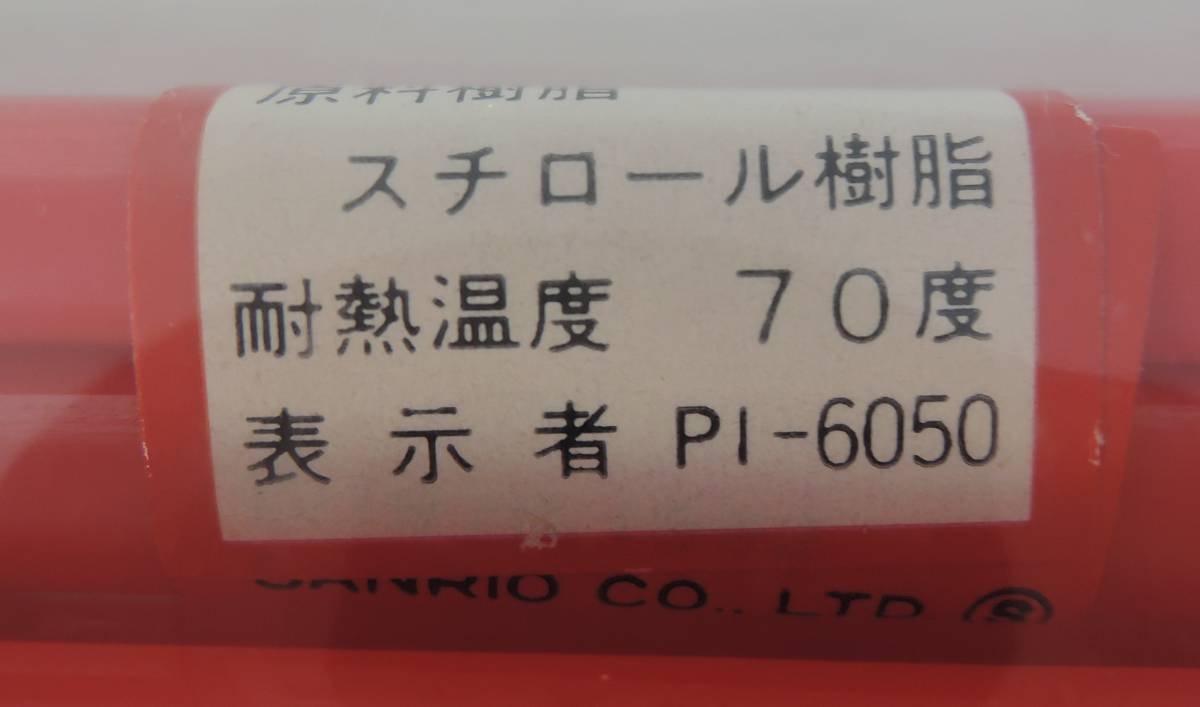 原料樹脂
スチロール樹脂
耐熱温度 70度
表示者 PI-6050
SANRIO CO., LTD